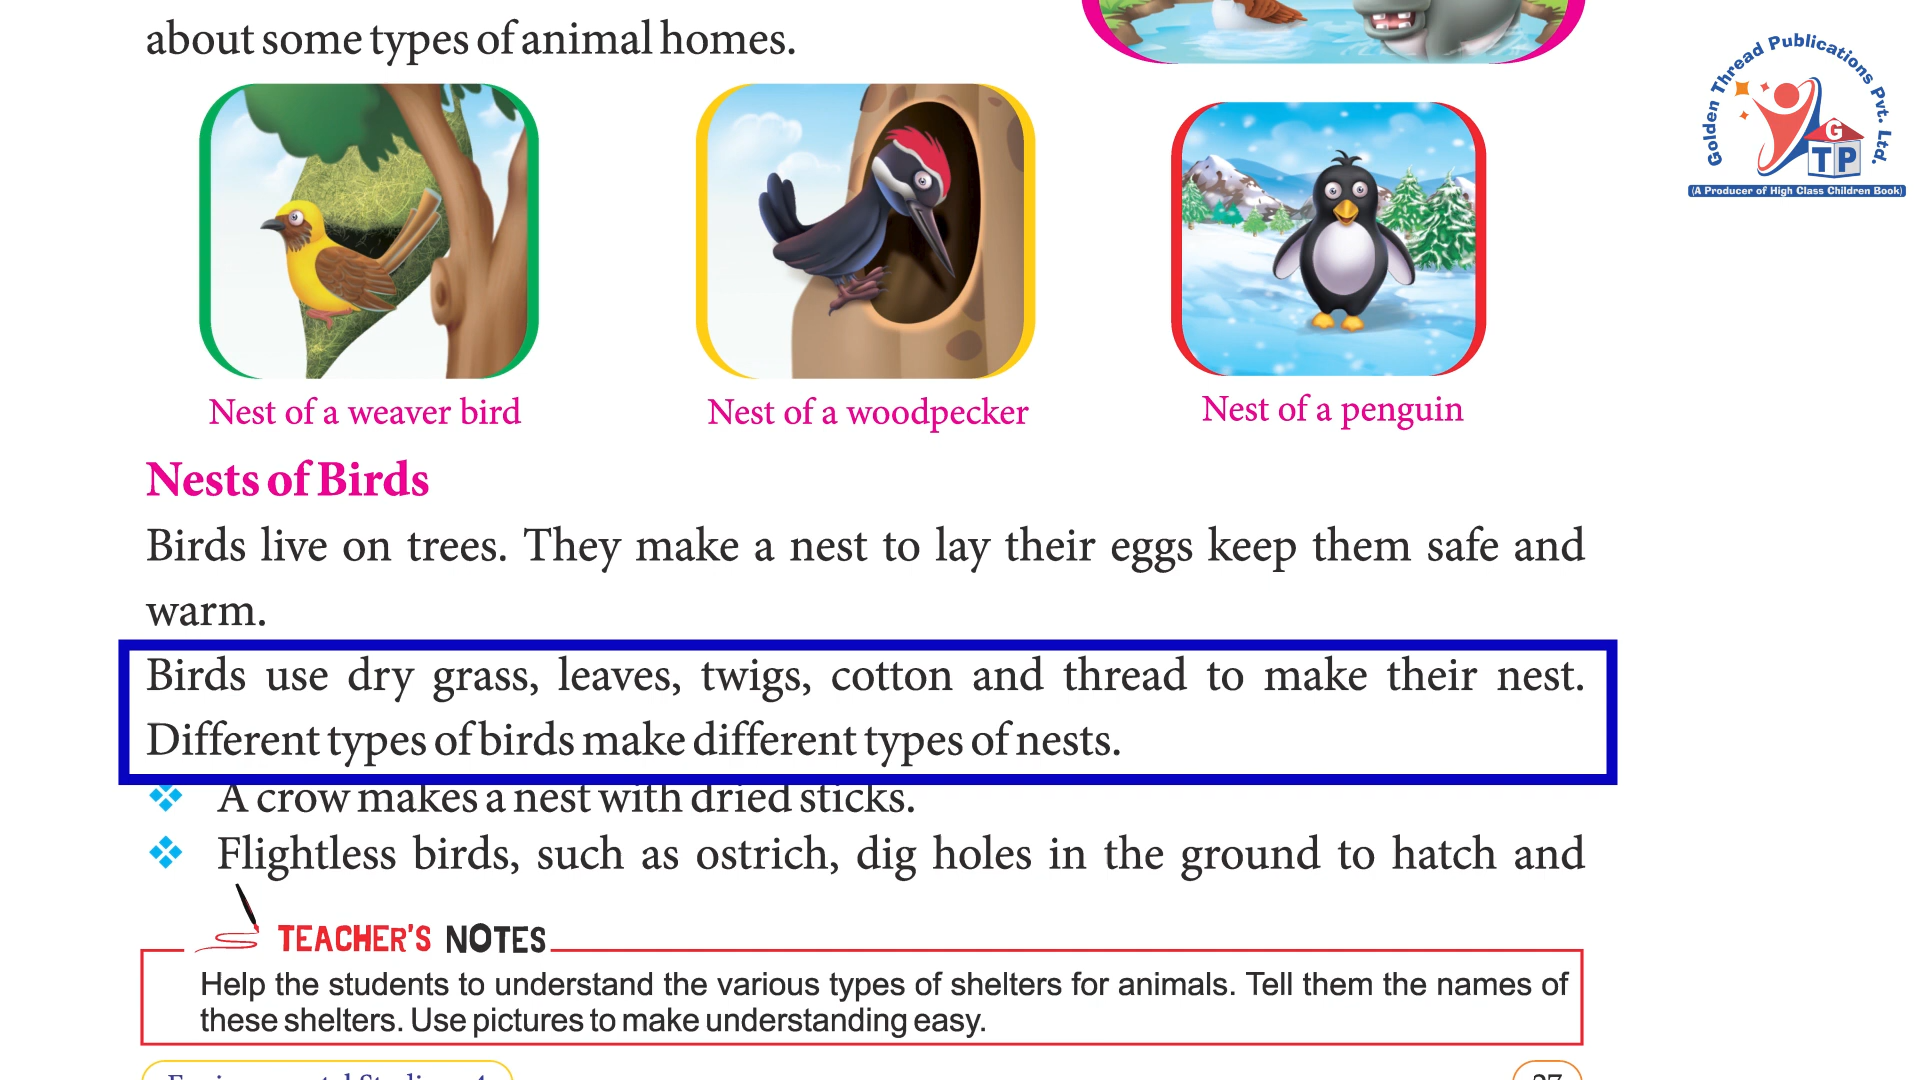 about some types of animal homes.
Golden Thread Publications Pvt. Ltd.
G
TP
(A Producer of High Class Children Book)
Nest of a weaver bird
Nest of a woodpecker
Nest of a penguin
Nests of Birds
Birds live on trees. They make a nest to lay their eggs keep them safe and
warm.
Birds use dry grass, leaves, twigs, cotton and thread to make their nest.
Different types of birds make different types of nests.
❖ A crow makes a nest with dried sticks.
❖ Flightless birds, such as ostrich, dig holes in the ground to hatch and
TEACHER'S NOTES
Help the students to understand the various types of shelters for animals. Tell them the names of
these shelters. Use pictures to make understanding easy.